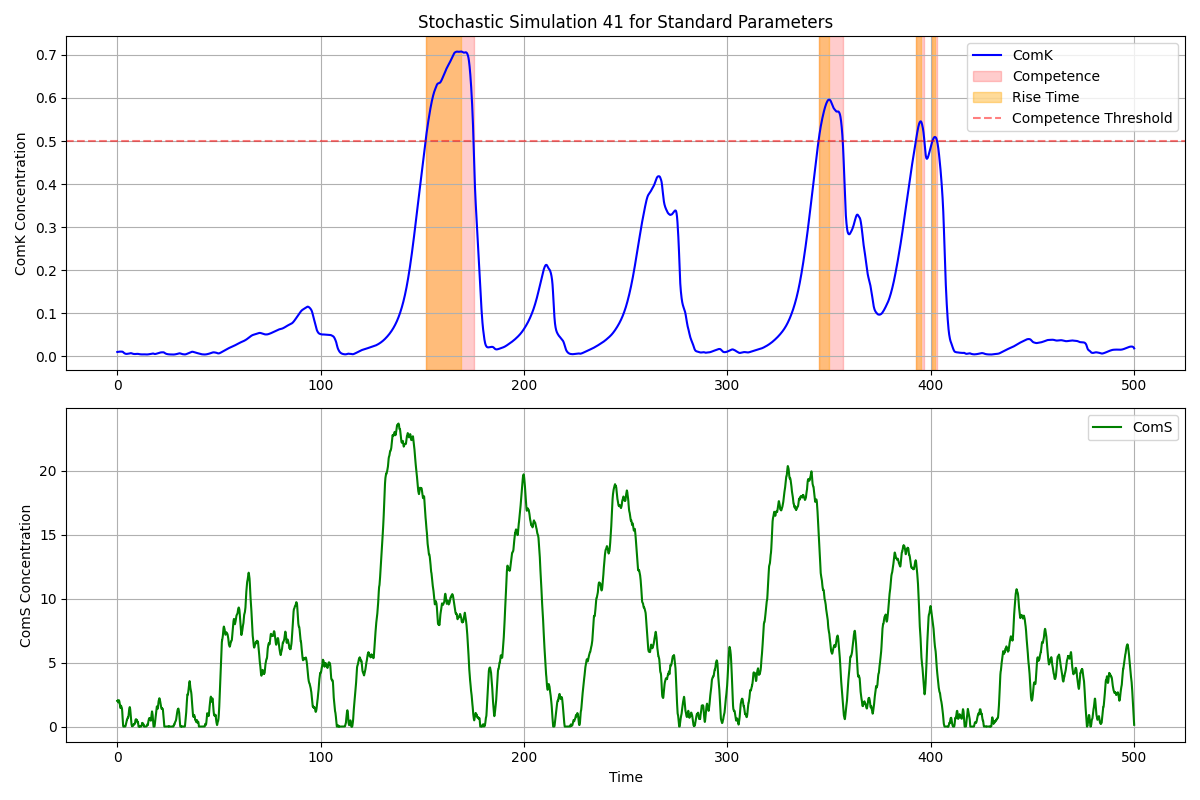 Stochastic Simulation 41 for Standard Parameters
ComK Concentration
0.7
0.6
0.5
0.4
0.3
0.2
0.1
0.0
ComK
Competence
Rise Time
Competence Threshold
0 100 200 300 400 500
ComS Concentration
20
15
10
5
0
ComS
0 100 200 300 400 500
Time